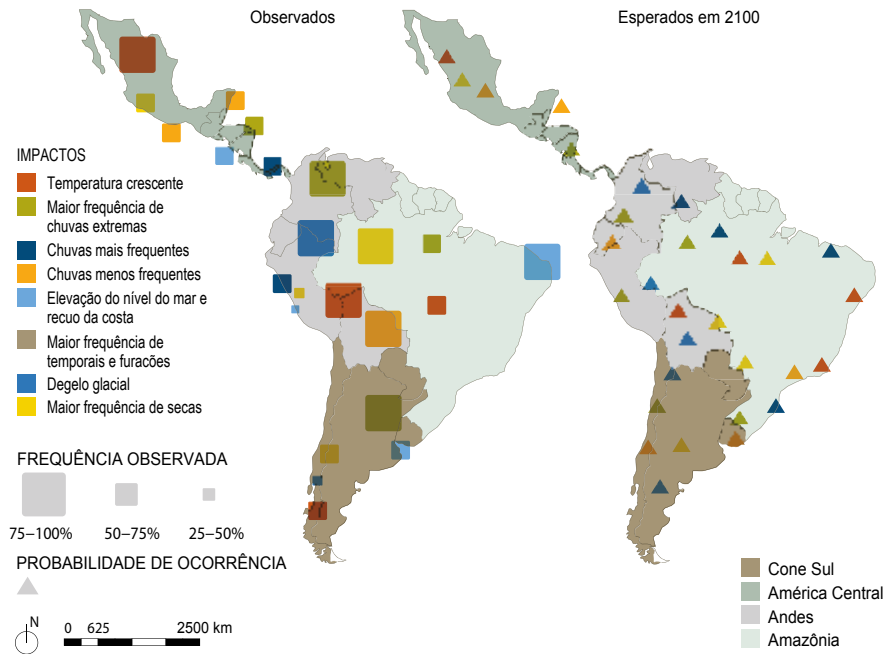 Observados
Esperados em 2100
IMPACTOS
Temperatura crescente
Maior frequência de
chuvas extremas
Chuvas mais frequentes
Chuvas menos frequentes
Elevação do nível do mar e
recuo da costa
Maior frequência de
temporais e furacões
Degelo glacial
Maior frequência de secas
FREQUÊNCIA OBSERVADA
75–100% 50–75% 25–50%
PROBABILIDADE DE OCORRÊNCIA
N
0 625 2500 km
Cone Sul
América Central
Andes
Amazônia